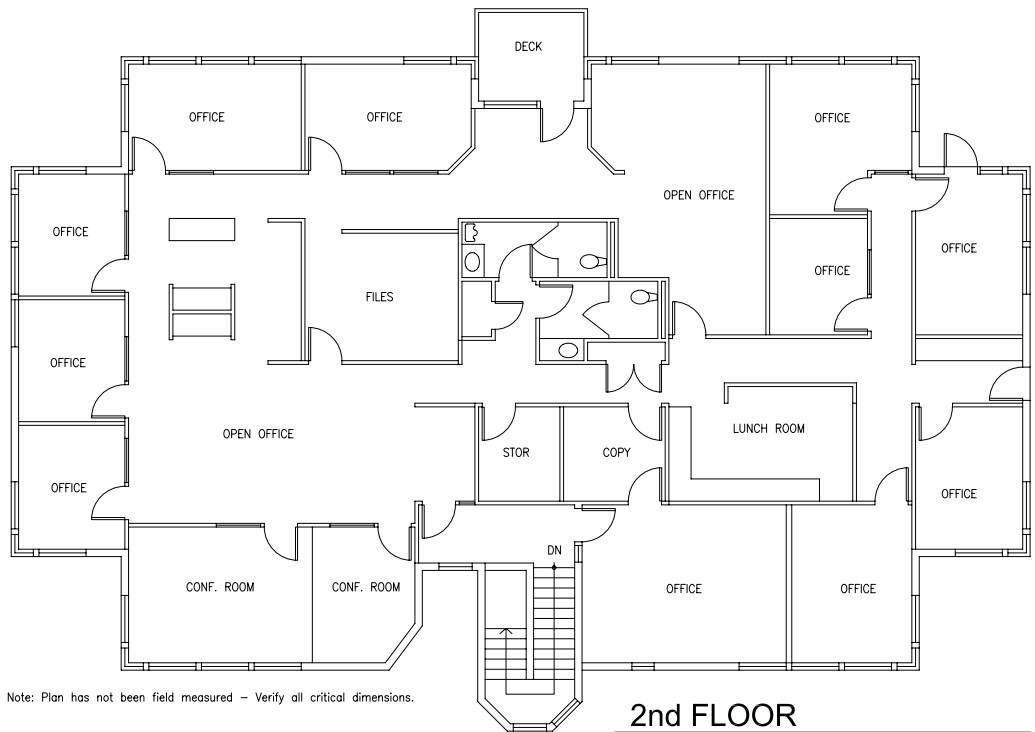 DECK
OFFICE
OFFICE
OFFICE
OPEN OFFICE
OFFICE
OFFICE
OFFICE
FILES
OFFICE
OFFICE
OPEN OFFICE
LUNCH ROOM
STOR
COPY
OFFICE
OFFICE
DN
CONF. ROOM
CONF. ROOM
OFFICE
OFFICE
Note: Plan has not been field measured – Verify all critical dimensions.
2nd FLOOR